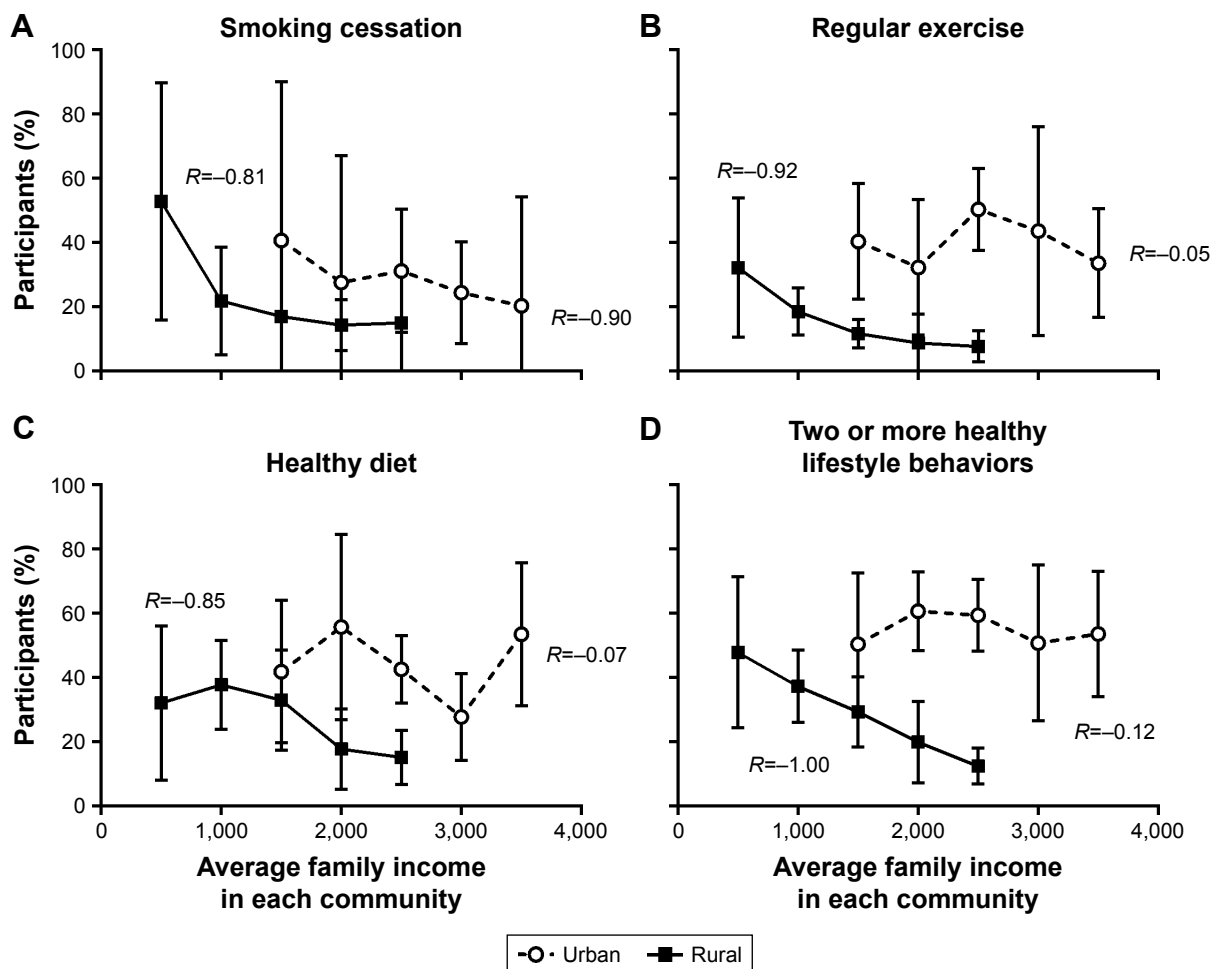 A
Smoking cessation
Participants (%)
100
80
60
40
20
0
R=–0.81
R=–0.90
B
Regular exercise
R=–0.92
R=–0.05
C
Healthy diet
Participants (%)
100
80
60
40
20
0
R=–0.85
R=–0.07
0
1,000
2,000
3,000
4,000
Average family income
in each community
D
Two or more healthy
lifestyle behaviors
R=–1.00
R=–0.12
0
1,000
2,000
3,000
4,000
Average family income
in each community
Urban
Rural